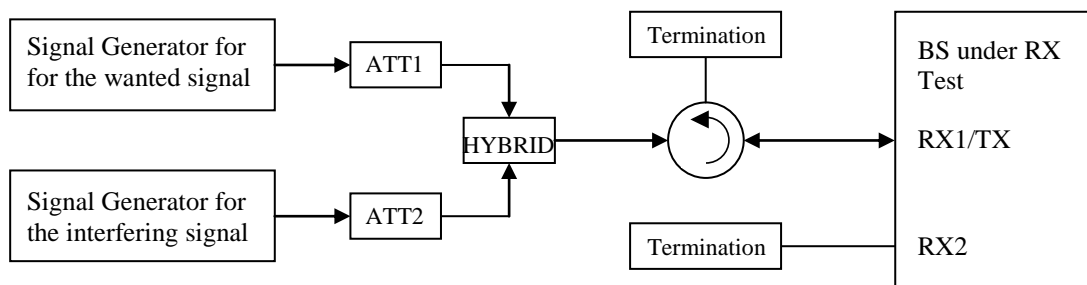 Signal Generator for
for the wanted signal
ATT1
Termination
BS under RX
Test
HYBRID
RX1/TX
Signal Generator for
the interfering signal
ATT2
Termination
RX2